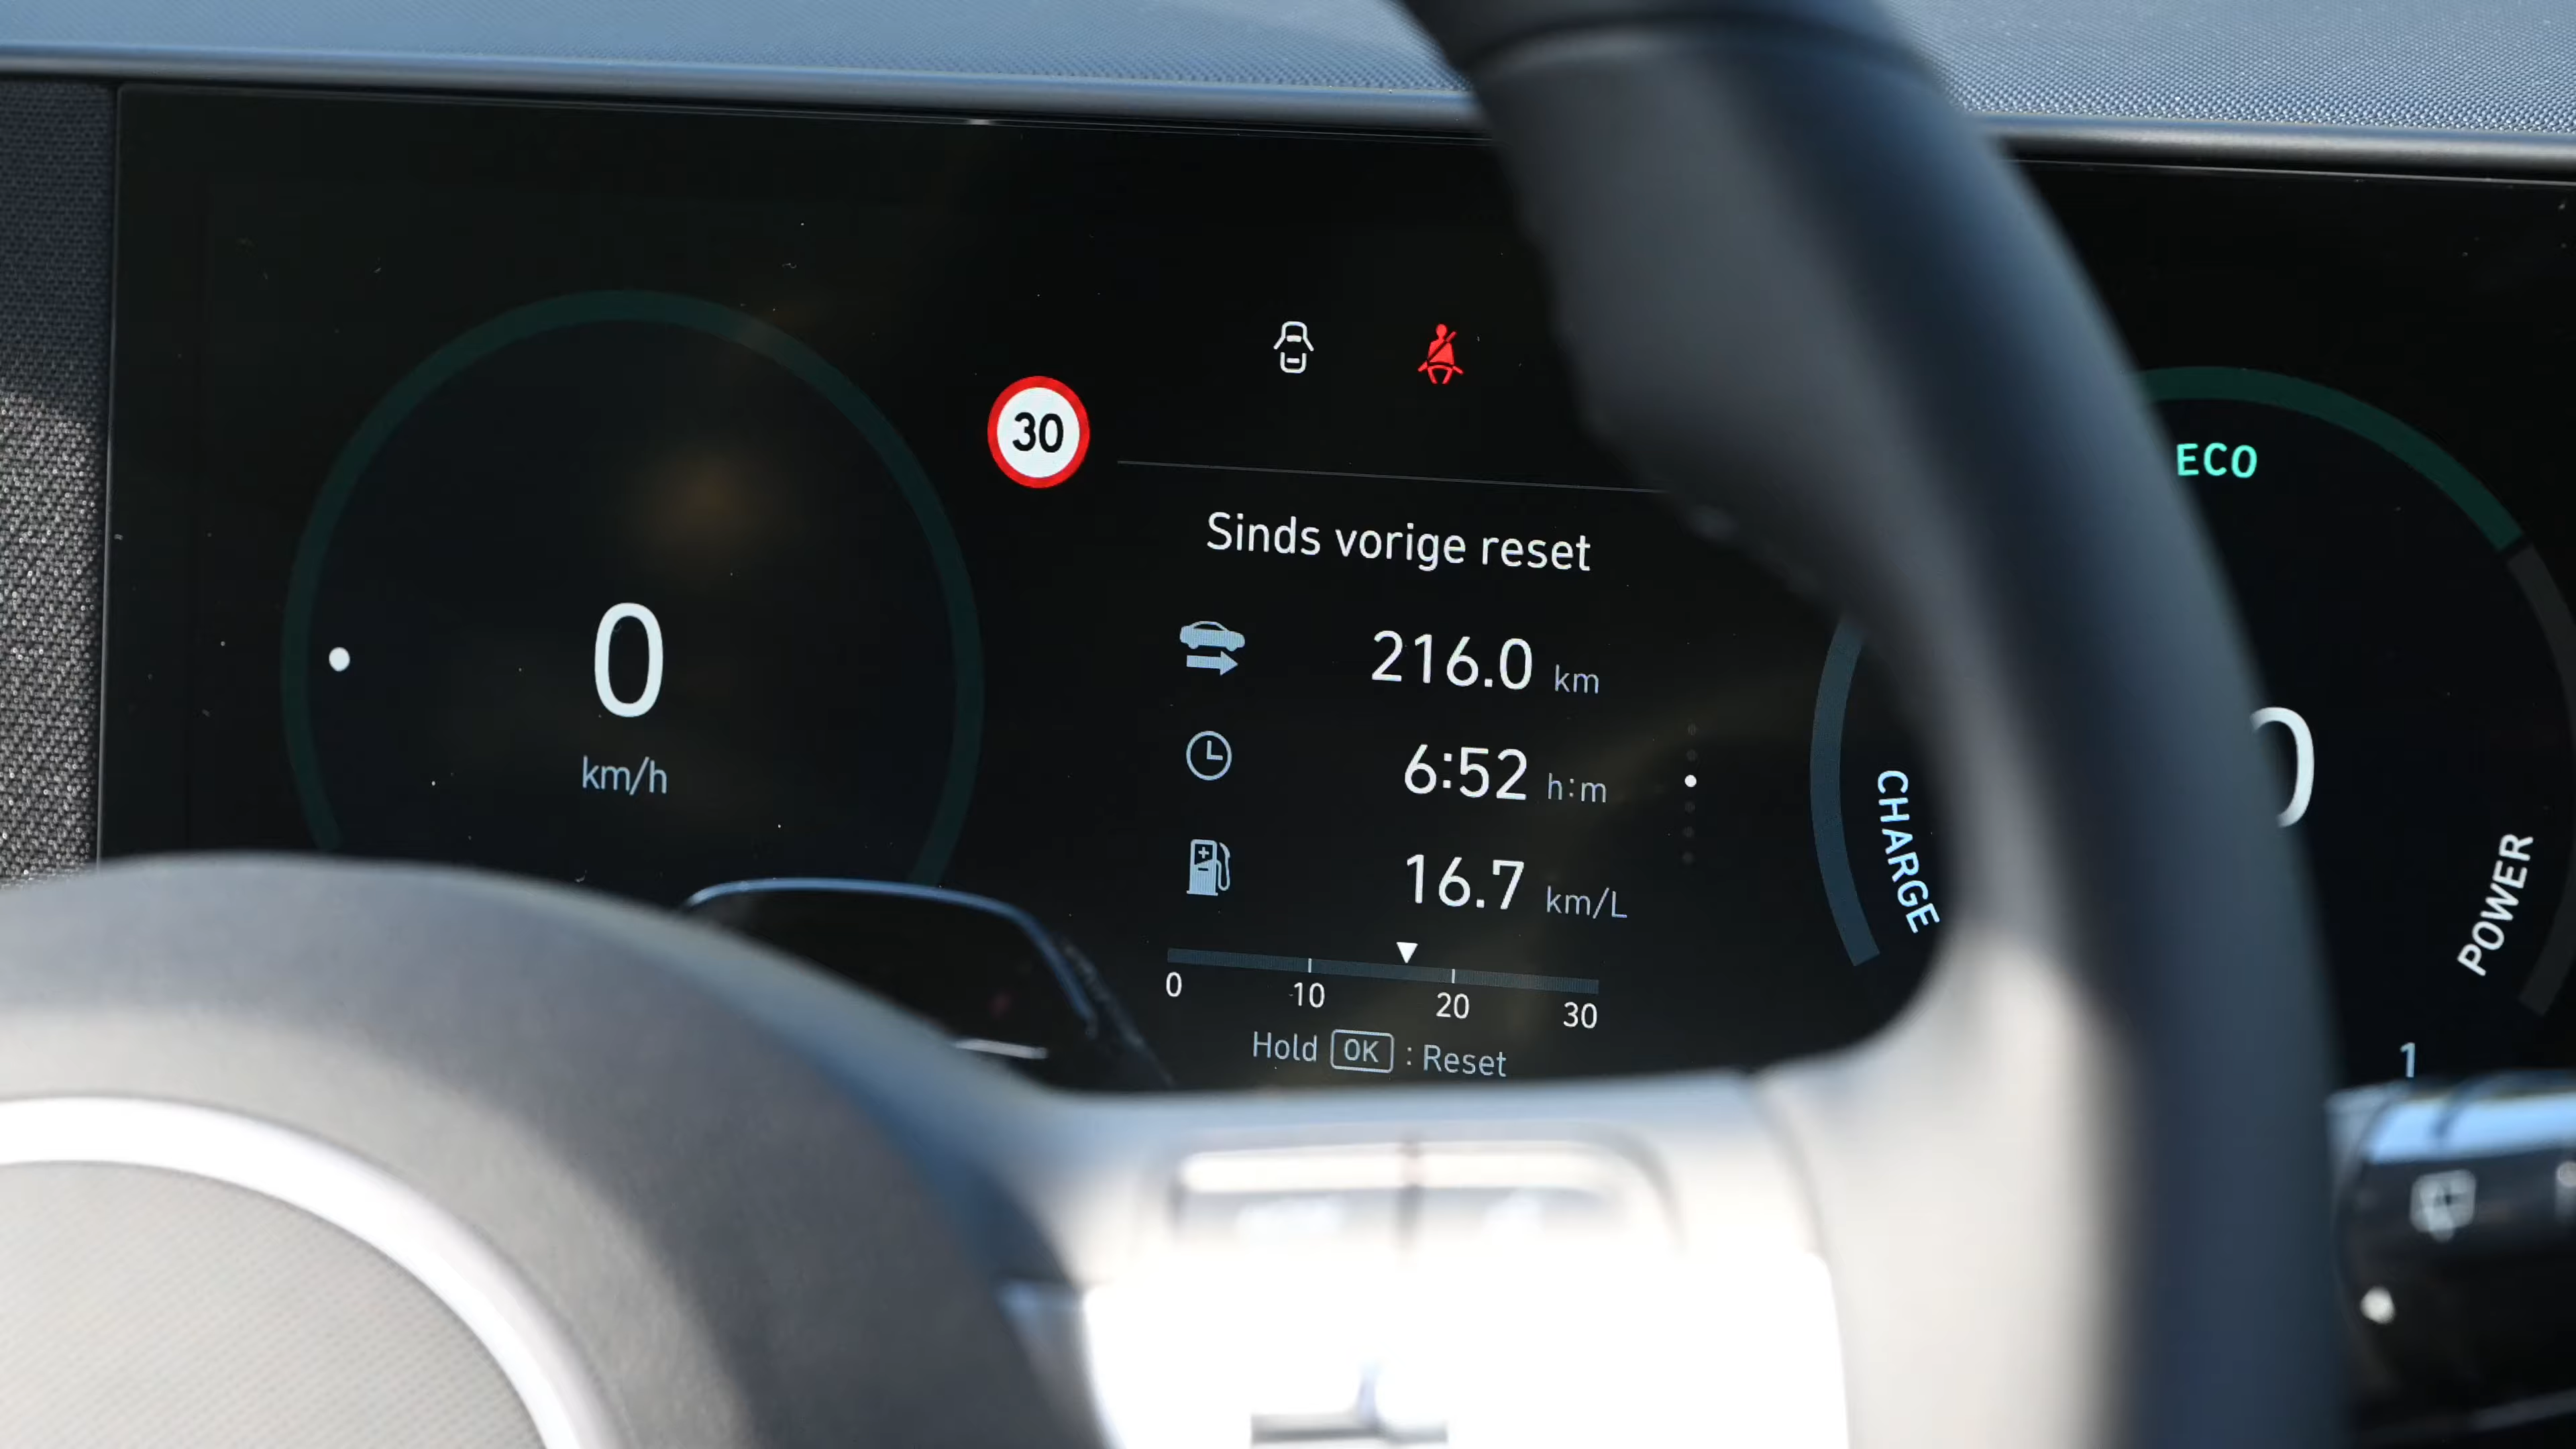 30
ECO
Sinds vorige reset
216.0 km
0
km/h
6:52 h:m
16.7 km/L
CHARGE
POWER
0 10 20 30
Hold OK : Reset
1